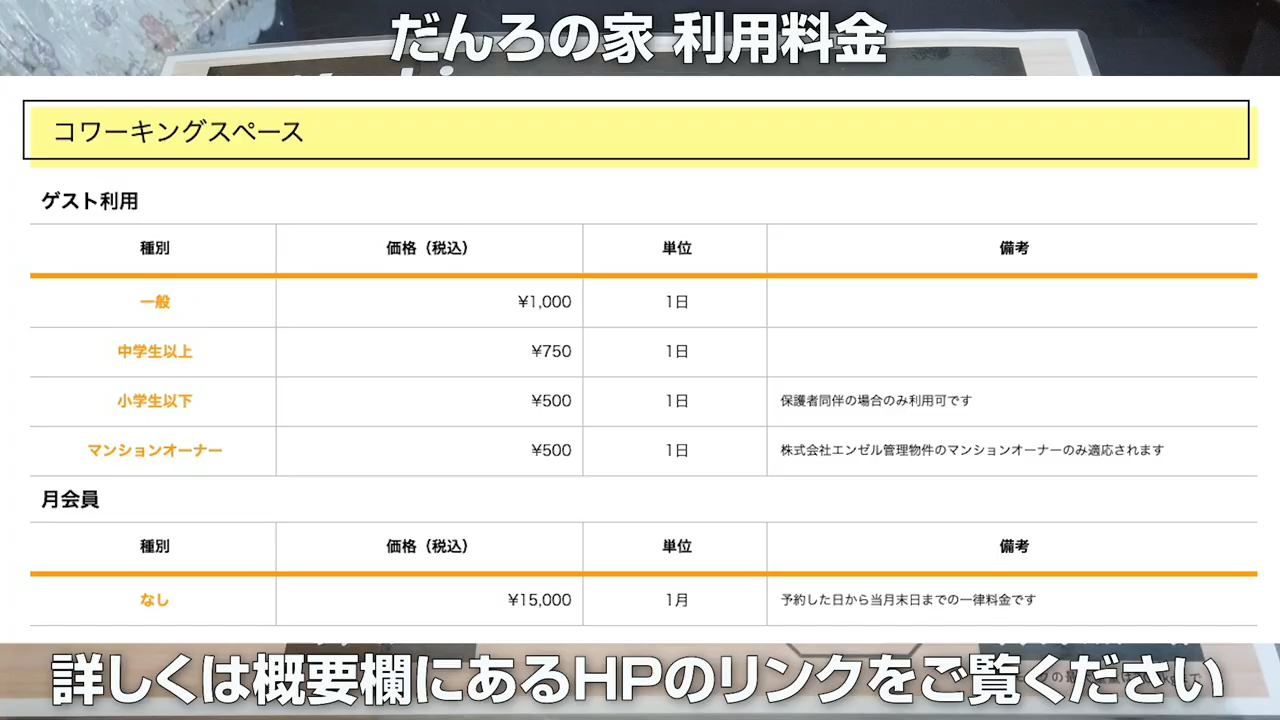 だんろの家 利用料金
コワーキングスペース
ゲスト利用
種別 価格（税込） 単位 備考
一般 ¥1,000 1日
中学生以上 ¥750 1日
小学生以下 ¥500 1日 保護者同伴の場合のみ利用可です
マンションオーナー ¥500 1日 株式会社エンゼル管理物件のマンションオーナーのみ適応されます
月会員
種別 価格（税込） 単位 備考
なし ¥15,000 1月 予約した日から当月末日までの一律料金です
詳しくは概要欄にあるHPのリンクをご覧ください